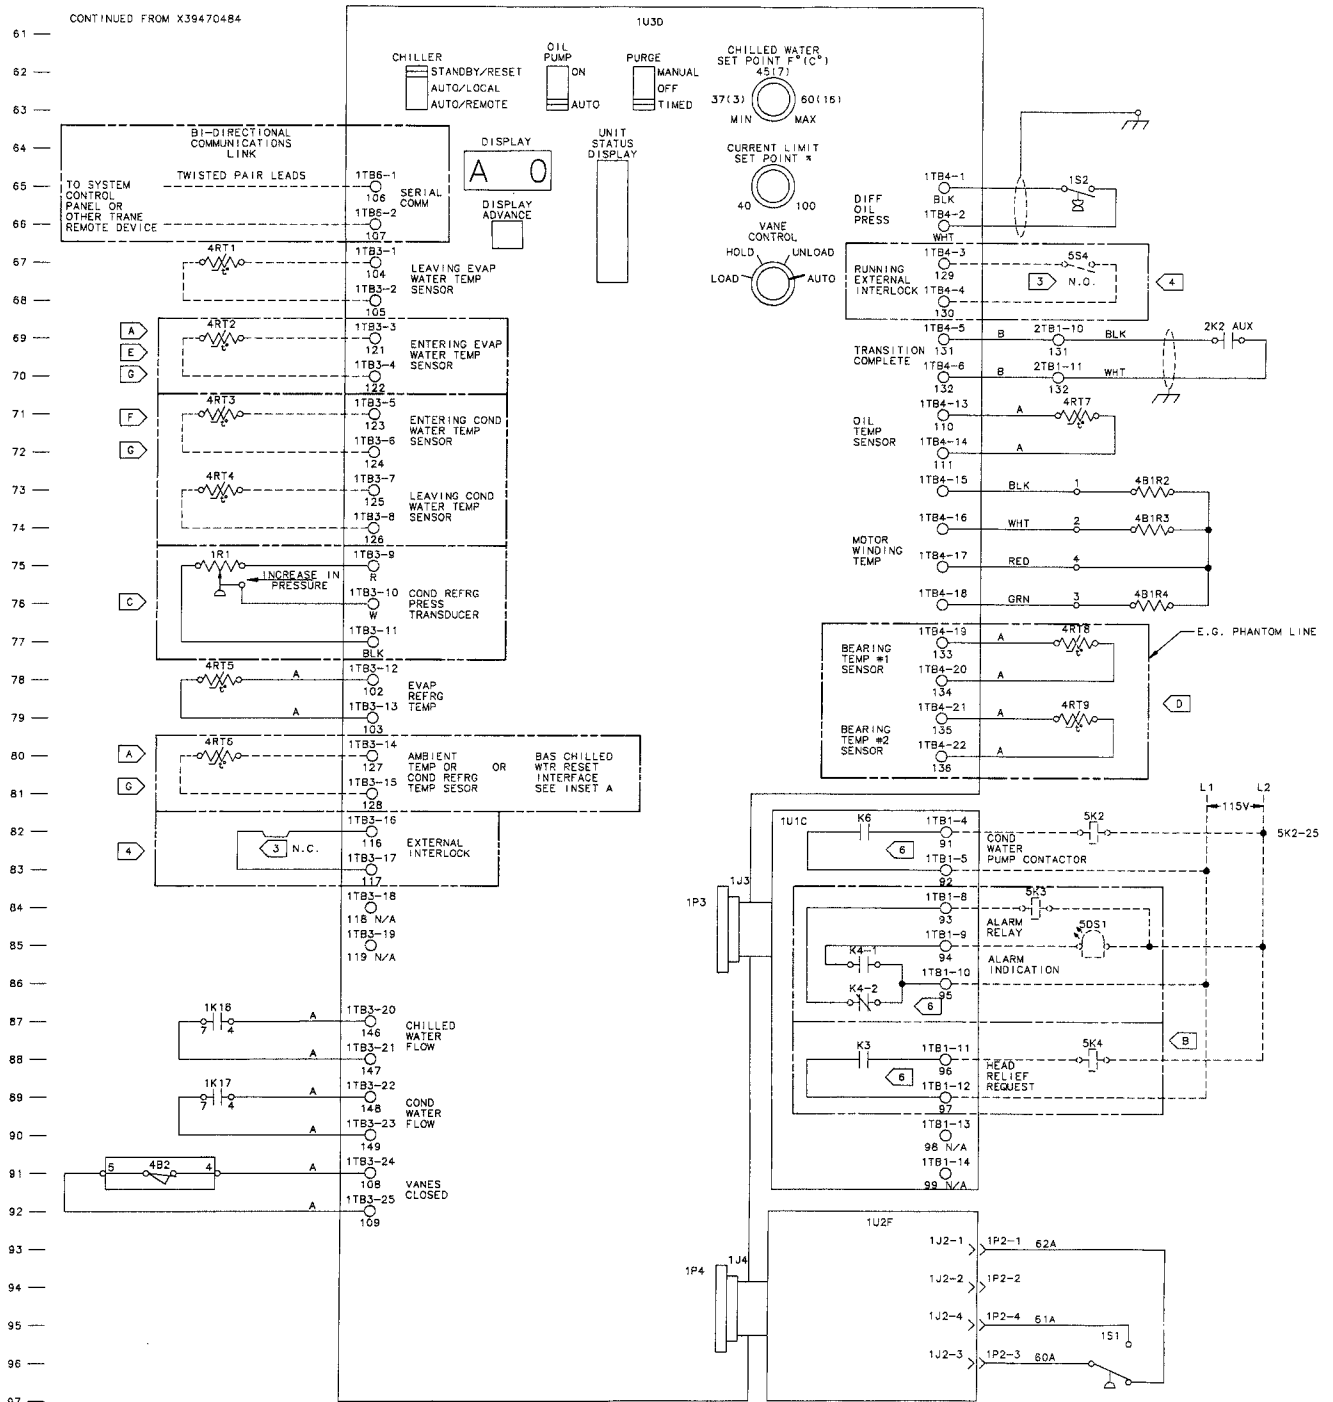 CONTINUED FROM X39470484
61
62
63
64
65
66
67
68
69
70
71
72
73
74
75
76
77
78
79
80
81
82
83
84
85
86
87
88
89
90
91
92
93
94
95
96
97
1U3D
CHILLER
STANDBY/RESET
AUTO/LOCAL
AUTO/REMOTE
OIL
PUMP
ON
AUTO
PURGE
MANUAL
OFF
TIMED
CHILLED WATER
SET POINT F°(C°)
45(7)
37(3)
60(16)
MIN
MAX
BI-DIRECTIONAL
COMMUNICATIONS
LINK
TWISTED PAIR LEADS
TO SYSTEM
CONTROL
PANEL OR
OTHER TRANE
REMOTE DEVICE
1TB6-1
106
1TB6-2
107
SERIAL
COMM
DISPLAY
A 0
DISPLAY
ADVANCE
UNIT
STATUS
DISPLAY
CURRENT LIMIT
SET POINT %
40
100
VANE
CONTROL
HOLD
UNLOAD
LOAD
AUTO
4RT1
1TB3-1
104
1TB3-2
105
LEAVING EVAP
WATER TEMP
SENSOR
A
E
G
4RT2
1TB3-3
121
1TB3-4
122
ENTERING EVAP
WATER TEMP
SENSOR
F
G
4RT3
1TB3-5
123
1TB3-6
124
ENTERING COND
WATER TEMP
SENSOR
4RT4
1TB3-7
125
1TB3-8
126
LEAVING COND
WATER TEMP
SENSOR
C
1R1
INCREASE IN
PRESSURE
1TB3-9
R
1TB3-10
W
1TB3-11
BLK
COND REFRG
PRESS
TRANSDUCER
4RT5
A
A
1TB3-12
102
1TB3-13
103
EVAP
REFRG
TEMP
A
G
4RT6
1TB3-14
127
1TB3-15
128
AMBIENT
TEMP OR
COND REFRG
TEMP SESOR
OR
BAS CHILLED
WTR RESET
INTERFACE
SEE INSET A
4
3
N.C.
1TB3-16
116
1TB3-17
117
EXTERNAL
INTERLOCK
1TB3-18
118 N/A
1TB3-19
119 N/A
1K16
7
4
A
A
1TB3-20
146
1TB3-21
147
CHILLED
WATER
FLOW
1K17
7
4
A
A
1TB3-22
148
1TB3-23
149
COND
WATER
FLOW
5
4B2
4
A
A
1TB3-24
108
1TB3-25
109
VANES
CLOSED
DIFF
OIL
PRESS
1TB4-1
BLK
1TB4-2
WHT
1S2
RUNNING
EXTERNAL
INTERLOCK
1TB4-3
129
1TB4-4
130
5S4
3
N.O.
4
TRANSITION
COMPLETE
1TB4-5
131
1TB4-6
132
B
B
2TB1-10
131
2TB1-11
132
BLK
WHT
2K2 AUX
OIL
TEMP
SENSOR
1TB4-13
110
1TB4-14
111
A
A
4RT7
MOTOR
WINDING
TEMP
1TB4-15
BLK
1
4B1R2
1TB4-16
WHT
2
4B1R3
1TB4-17
RED
4
1TB4-18
GRN
3
4B1R4
E.G. PHANTOM LINE
BEARING
TEMP #1
SENSOR
1TB4-19
133
1TB4-20
134
A
A
4RT8
D
BEARING
TEMP #2
SENSOR
1TB4-21
135
1TB4-22
136
A
A
4RT9
L1
L2
115V
1U1C
K6
6
1TB1-4
91
1TB1-5
92
COND
WATER
PUMP CONTACTOR
5K2
5K2-25
1P3
1J3
1TB1-8
93
1TB1-9
94
1TB1-10
95
ALARM
RELAY
5K3
5DS1
ALARM
INDICATION
K4-1
K4-2
6
B
K3
6
1TB1-11
96
1TB1-12
97
HEAD
RELIEF
REQUEST
5K4
1TB1-13
98 N/A
1TB1-14
99 N/A
1U2F
1P4
1J4
1J2-1
1P2-1
62A
1J2-2
1P2-2
1J2-4
1P2-4
61A
1S1
1J2-3
1P2-3
60A